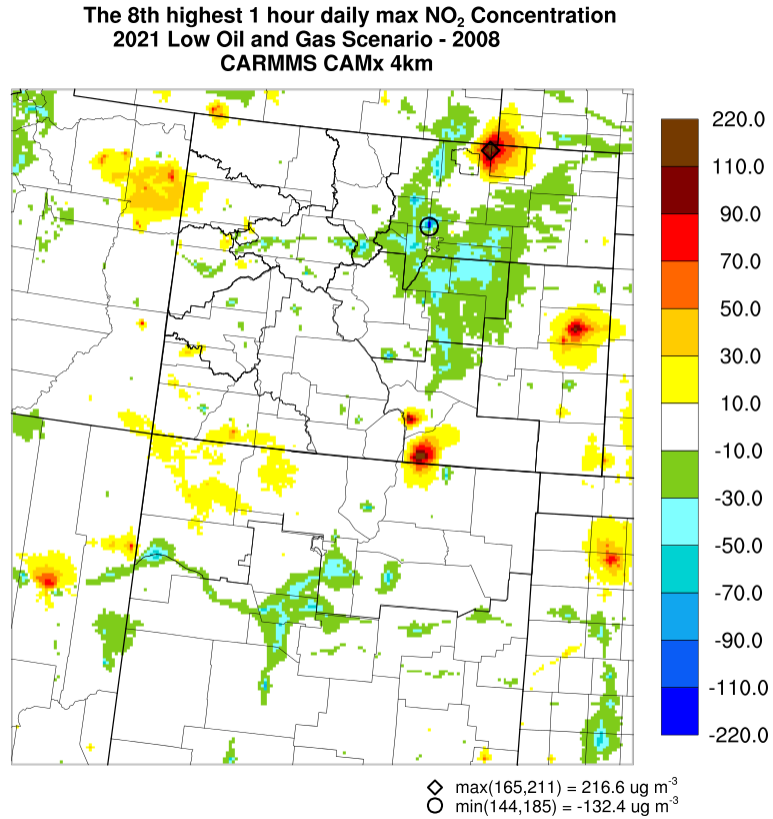 The 8th highest 1 hour daily max NO₂ Concentration
2021 Low Oil and Gas Scenario - 2008
CARMMS CAMx 4km
220.0
110.0
90.0
70.0
50.0
30.0
10.0
-10.0
-30.0
-50.0
-70.0
-90.0
-110.0
-220.0
max(165,211) = 216.6 ug m⁻³
min(144,185) = -132.4 ug m⁻³